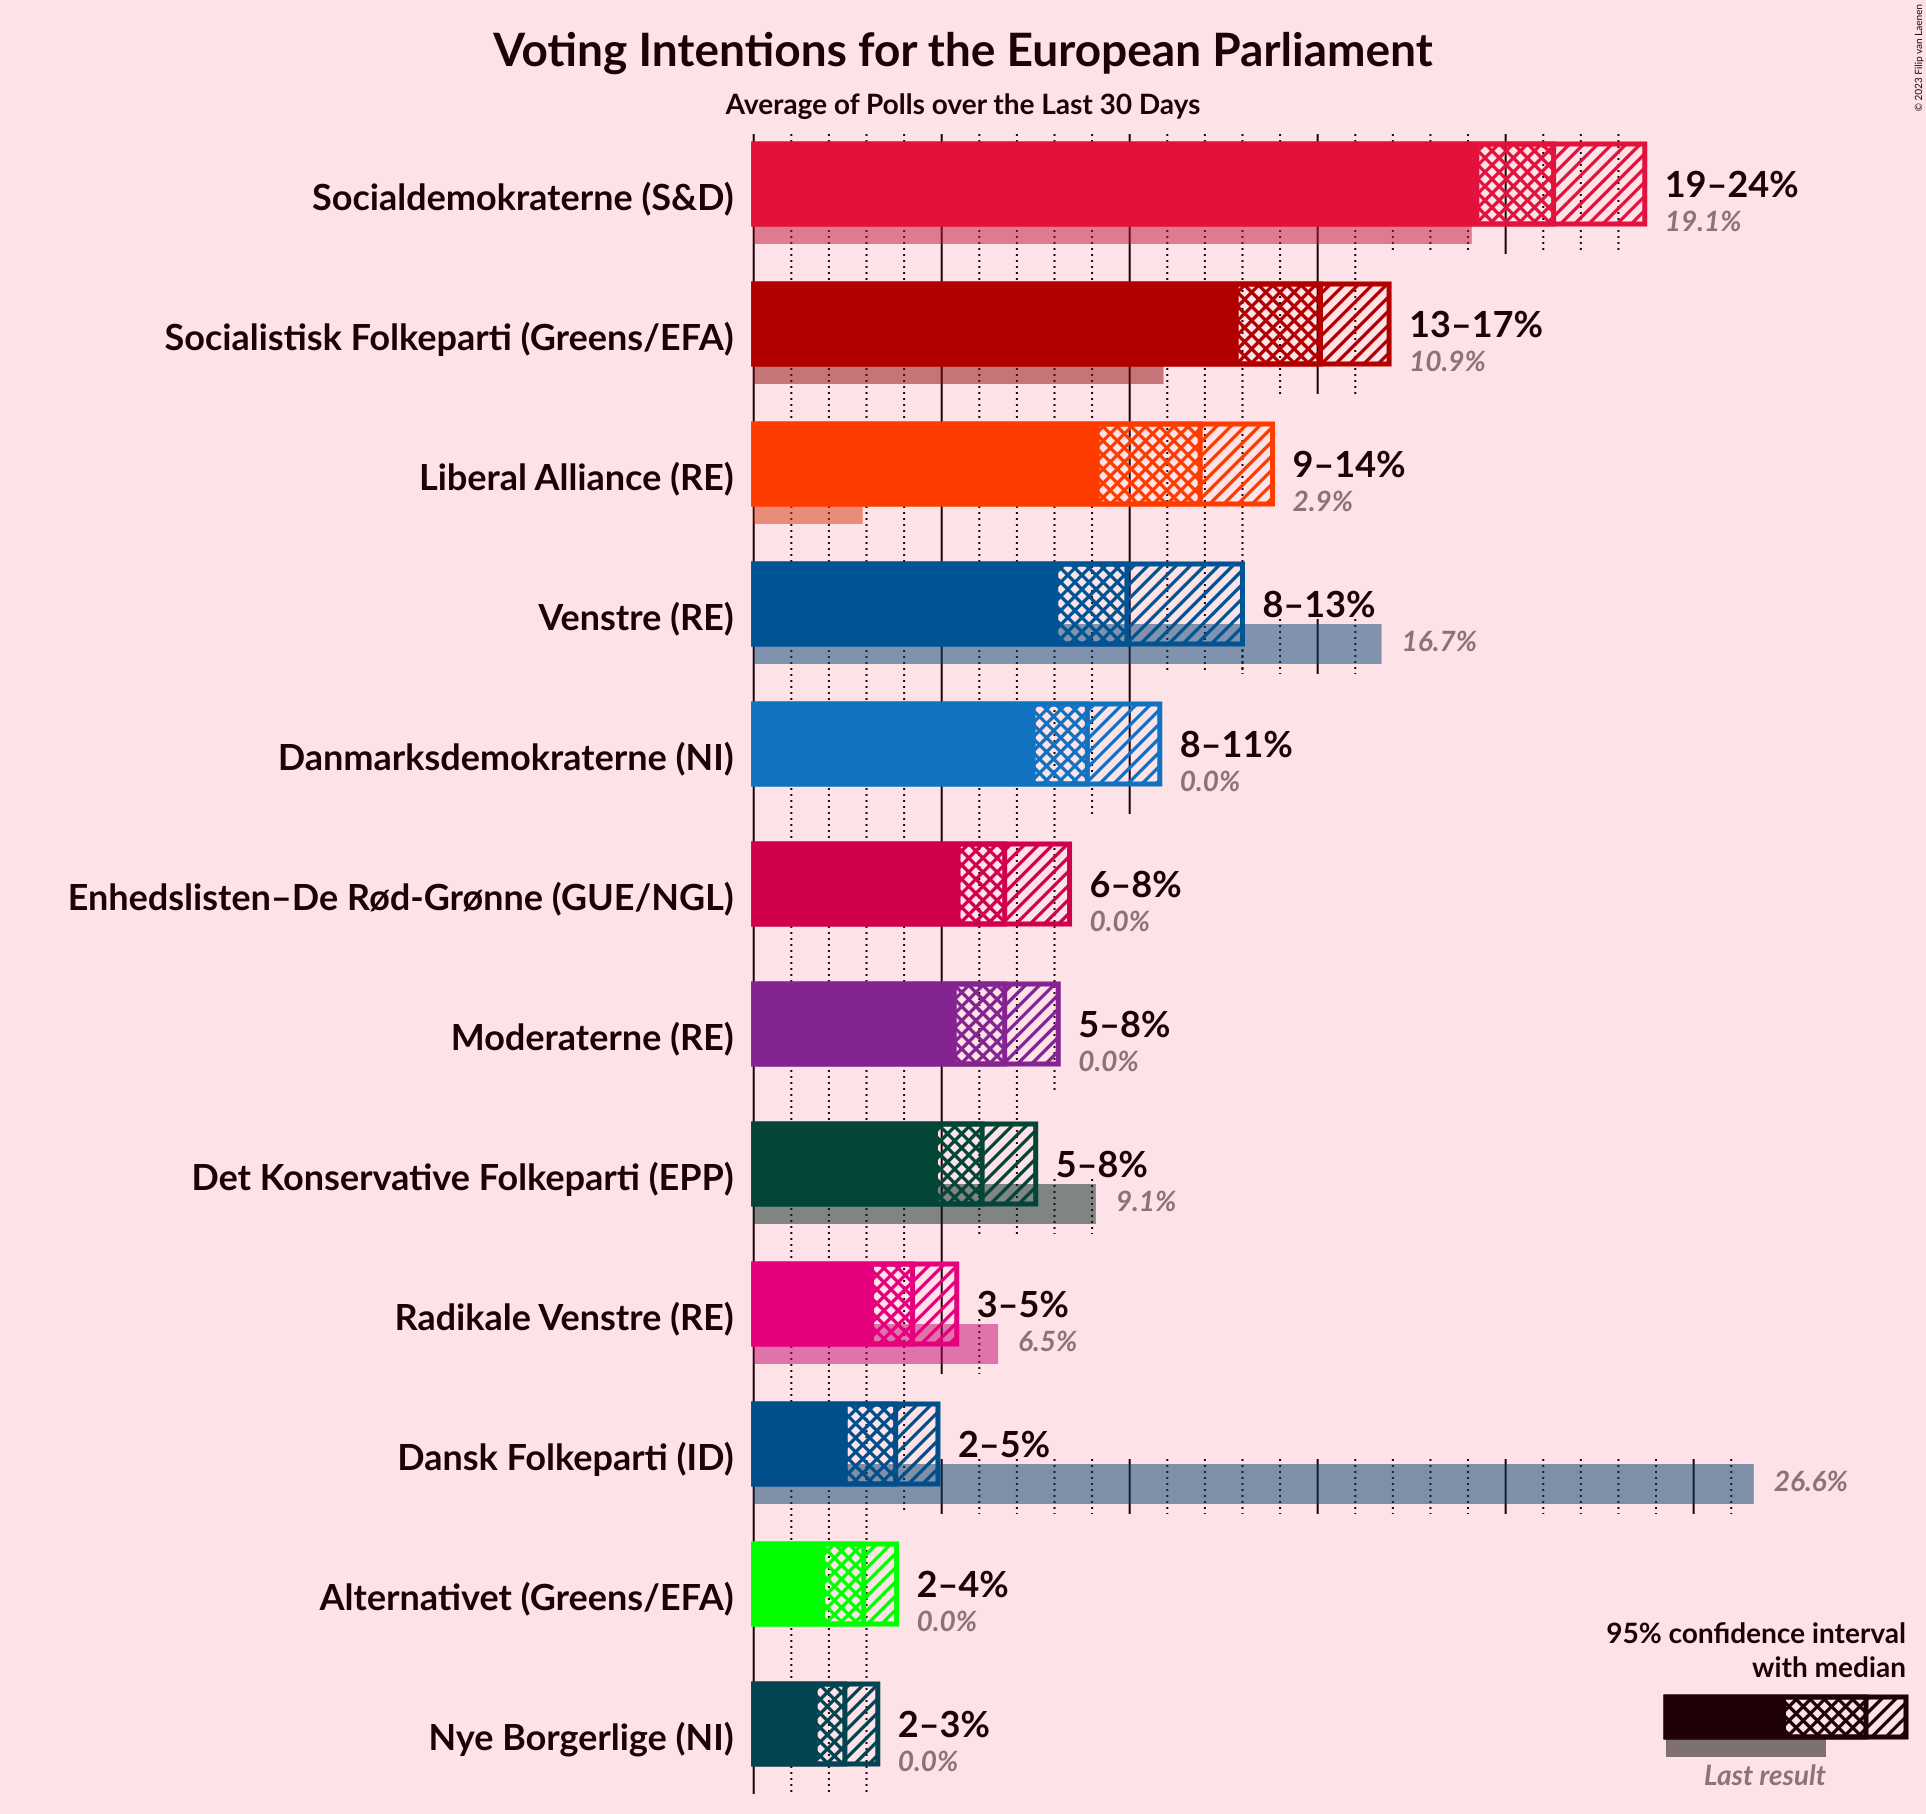 Voting Intentions for the European Parliament
Average of Polls over the Last 30 Days
© 2023 Filip van Laenen
Socialdemokraterne (S&D)
19–24%
19.1%
Socialistisk Folkeparti (Greens/EFA)
13–17%
10.9%
Liberal Alliance (RE)
9–14%
2.9%
Venstre (RE)
8–13%
16.7%
Danmarksdemokraterne (NI)
8–11%
0.0%
Enhedslisten–De Rød-Grønne (GUE/NGL)
6–8%
0.0%
Moderaterne (RE)
5–8%
0.0%
Det Konservative Folkeparti (EPP)
5–8%
9.1%
Radikale Venstre (RE)
3–5%
6.5%
Dansk Folkeparti (ID)
2–5%
26.6%
Alternativet (Greens/EFA)
2–4%
0.0%
Nye Borgerlige (NI)
2–3%
0.0%
95% confidence interval
with median
Last result